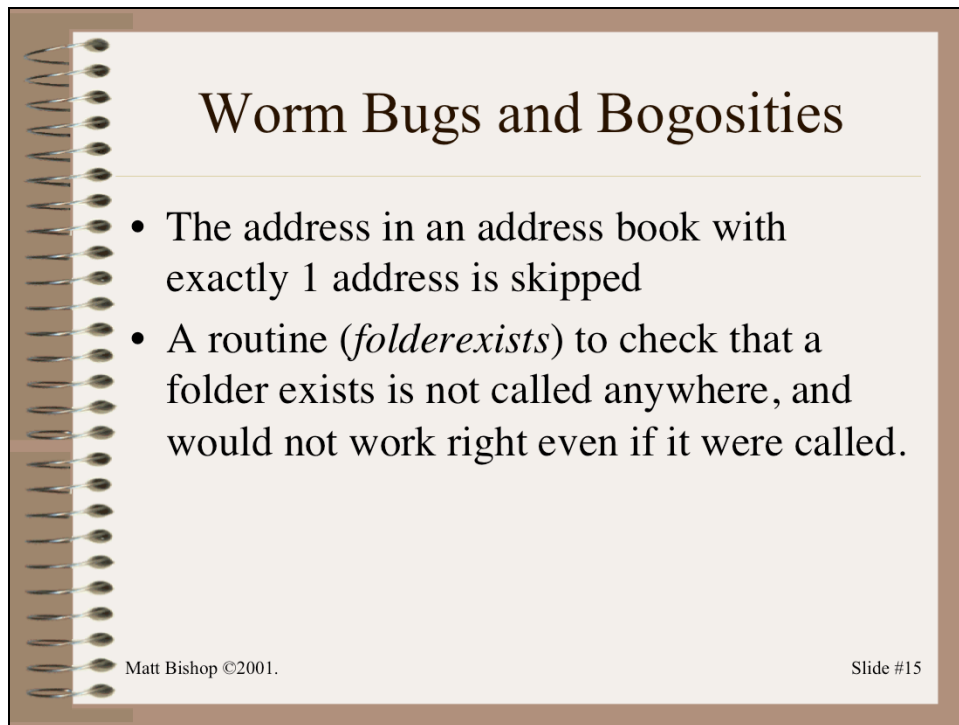 Worm Bugs and Bogosities
• The address in an address book with
exactly 1 address is skipped
• A routine (folderexists) to check that a
folder exists is not called anywhere, and
would not work right even if it were called.
Matt Bishop ©2001.
Slide #15